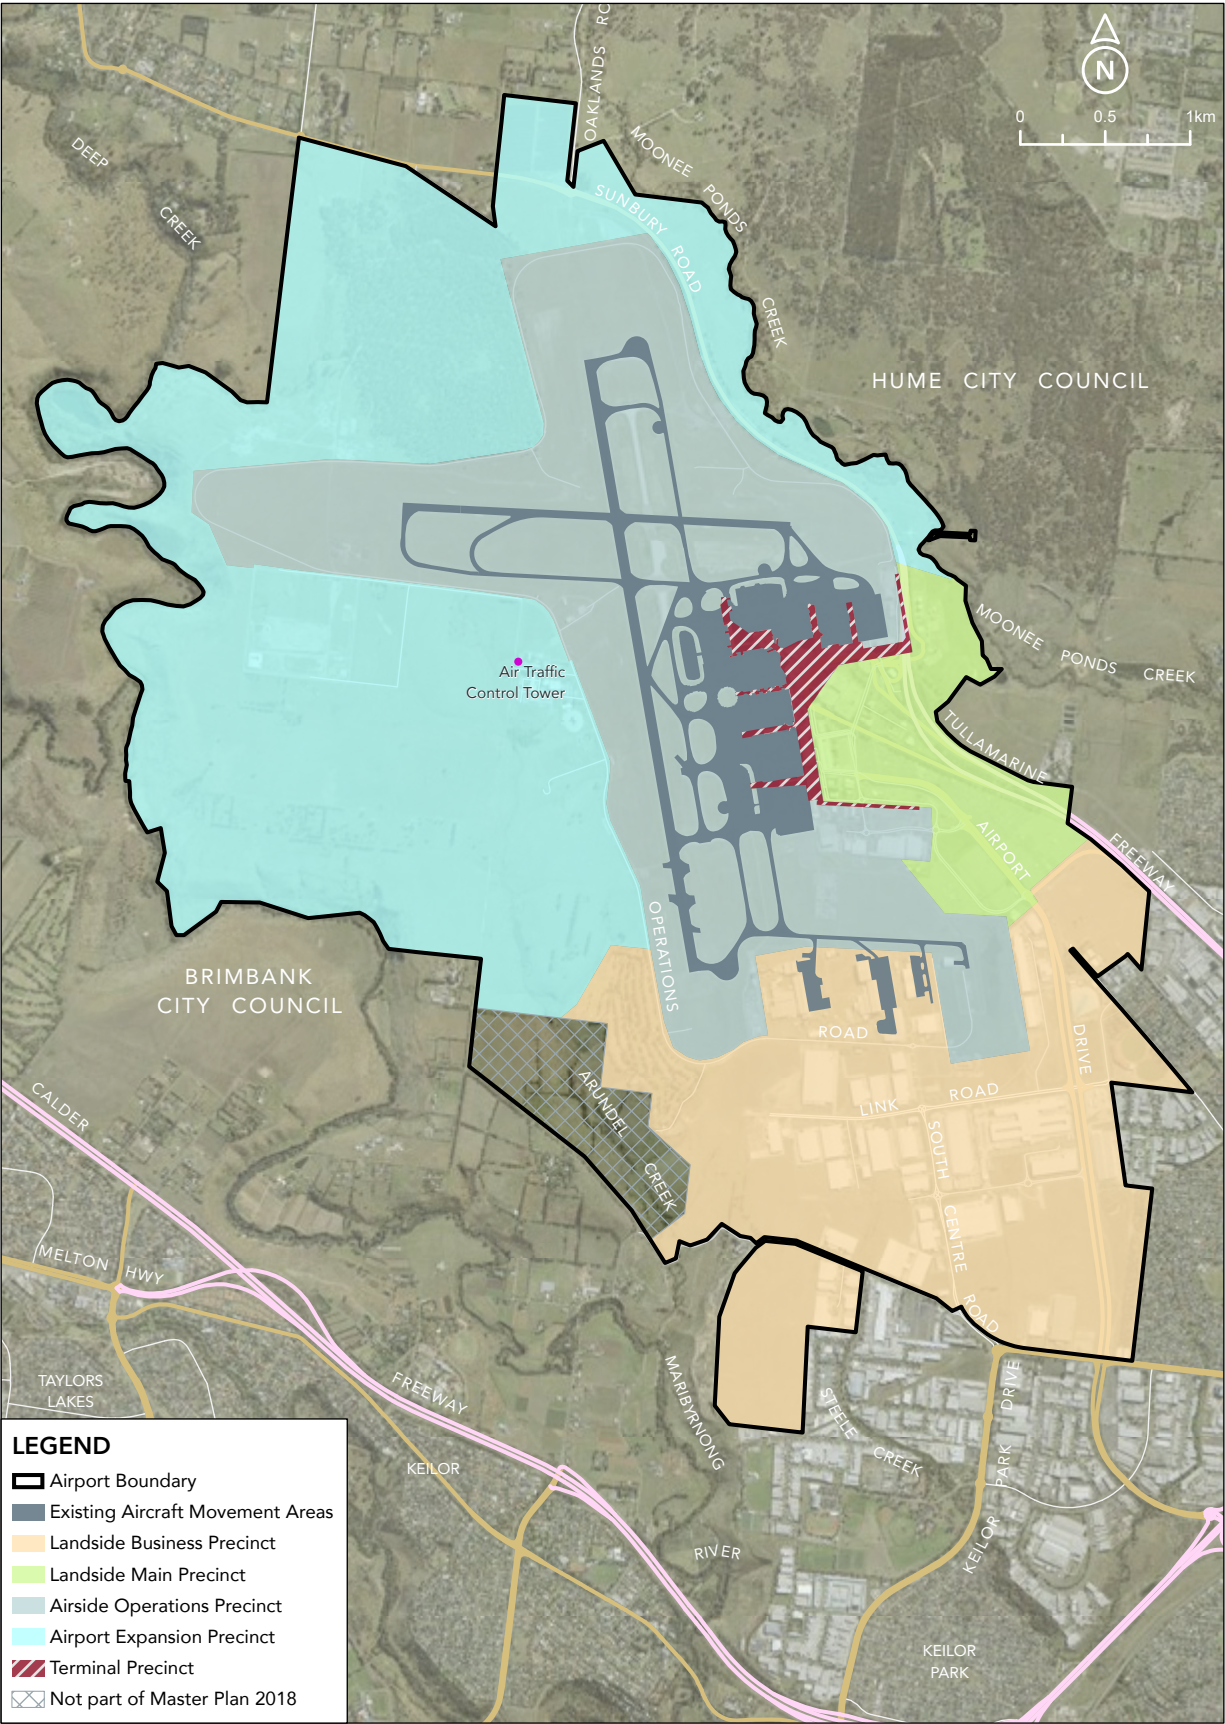 OAKLANDS RO
N
0 0.5 1km
DEEP
CREEK
MOONEE PONDS
CREEK
SUNBURY ROAD
HUME CITY COUNCIL
MOONEE PONDS CREEK
Air Traffic
Control Tower
TULLAMARINE
FREEWAY
AIRPORT
DRIVE
OPERATIONS
ROAD
BRIMBANK
CITY COUNCIL
LINK ROAD
SOUTH
CENTRE
ROAD
ARUNDEL
CREEK
CALDER
FREEWAY
MELTON HWY
TAYLORS
LAKES
KEILOR
MARIBYRNONG
RIVER
STEELE
CREEK
KEILOR PARK DRIVE
KEILOR
PARK
LEGEND
Airport Boundary
Existing Aircraft Movement Areas
Landside Business Precinct
Landside Main Precinct
Airside Operations Precinct
Airport Expansion Precinct
Terminal Precinct
Not part of Master Plan 2018